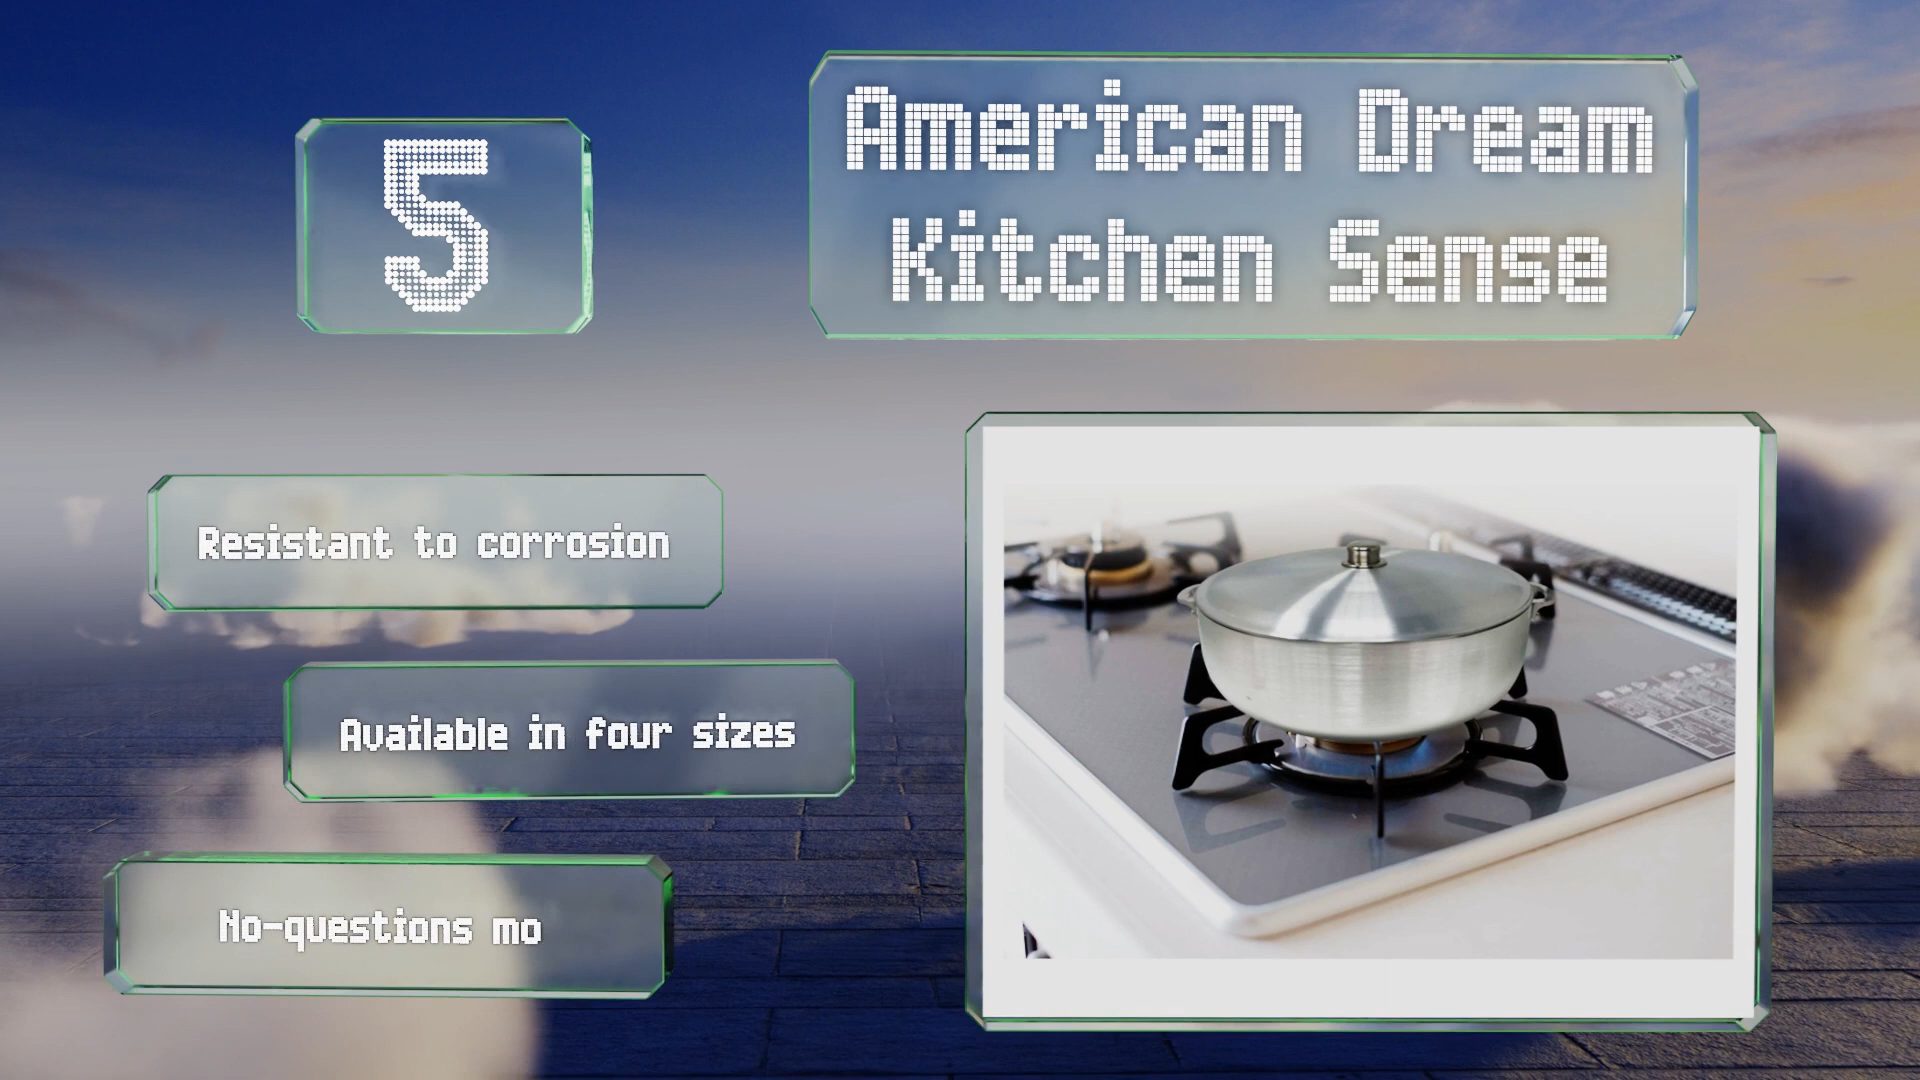 5
American Dream
Kitchen Sense
Resistant to corrosion
Available in four sizes
No-questions mo